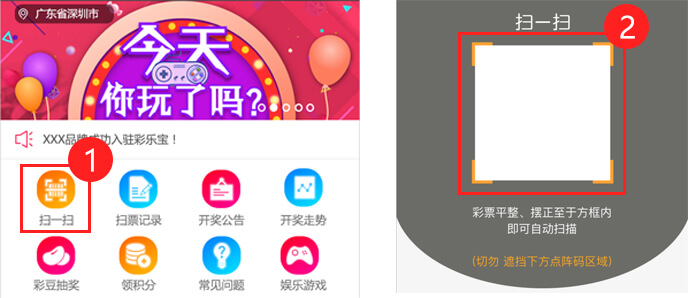 广东省深圳市
今天
你玩了吗?
XXX品牌成功入驻彩乐宝！
1
扫一扫
扫票记录
开奖公告
开奖走势
彩豆抽奖
领积分
常见问题
娱乐游戏
扫一扫
2
彩票平整、摆正至于方框内
即可自动扫描
(切勿 遮挡下方点阵码区域)